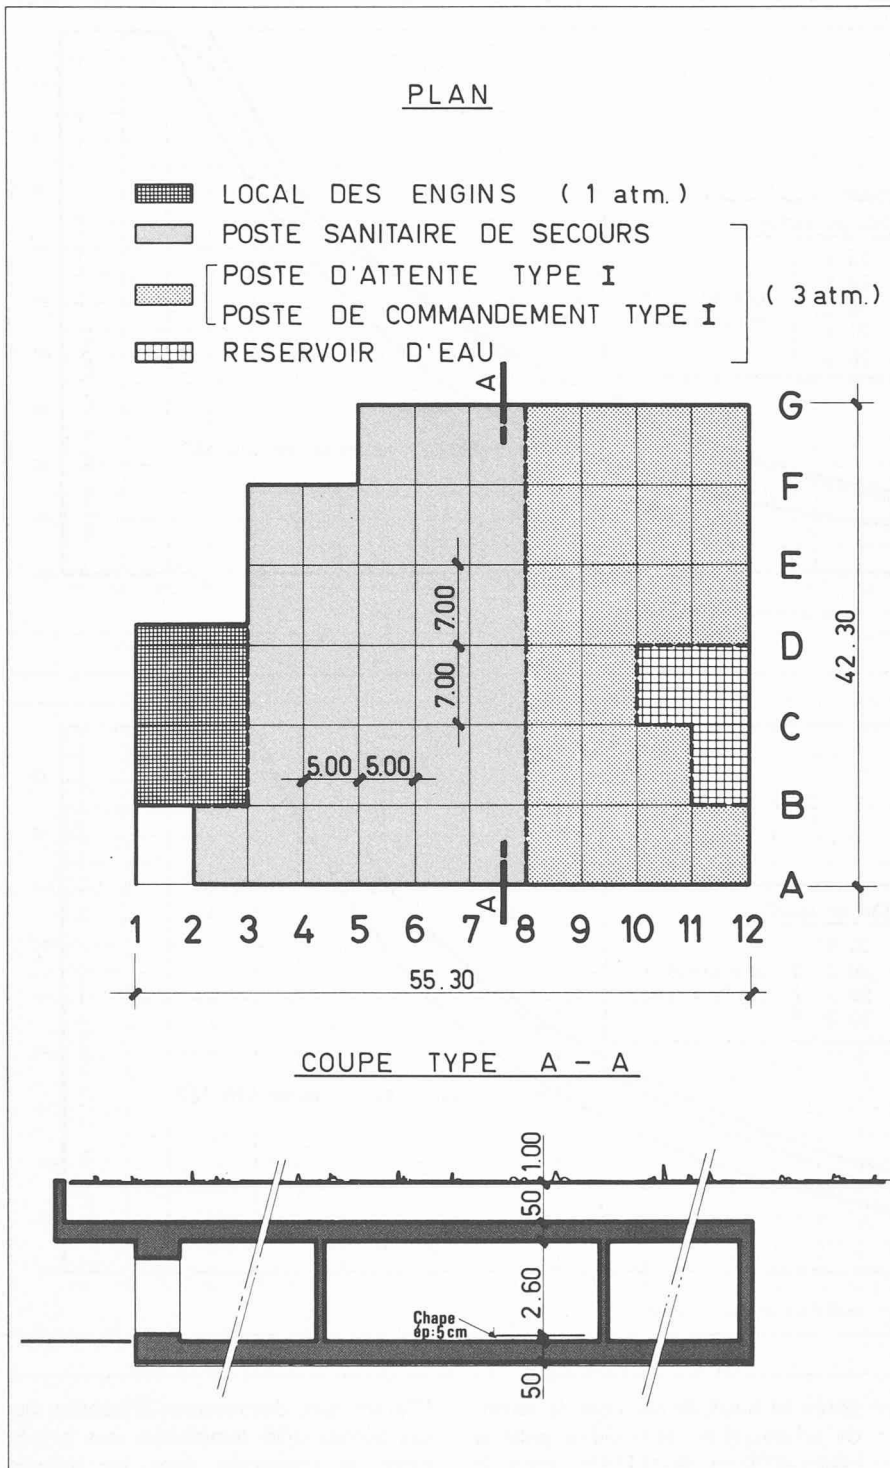 PLAN
LOCAL DES ENGINS ( 1 atm.)
POSTE SANITAIRE DE SECOURS
POSTE D'ATTENTE TYPE I
POSTE DE COMMANDEMENT TYPE I
( 3 atm.)
RESERVOIR D'EAU
A
G
F
E
D
C
B
A
7.00
7.00
5.00 5.00
42.30
A
1 2 3 4 5 6 7 8 9 10 11 12
55.30
COUPE TYPE A - A
1.00
50
2.60
Chape
ép:5cm
50